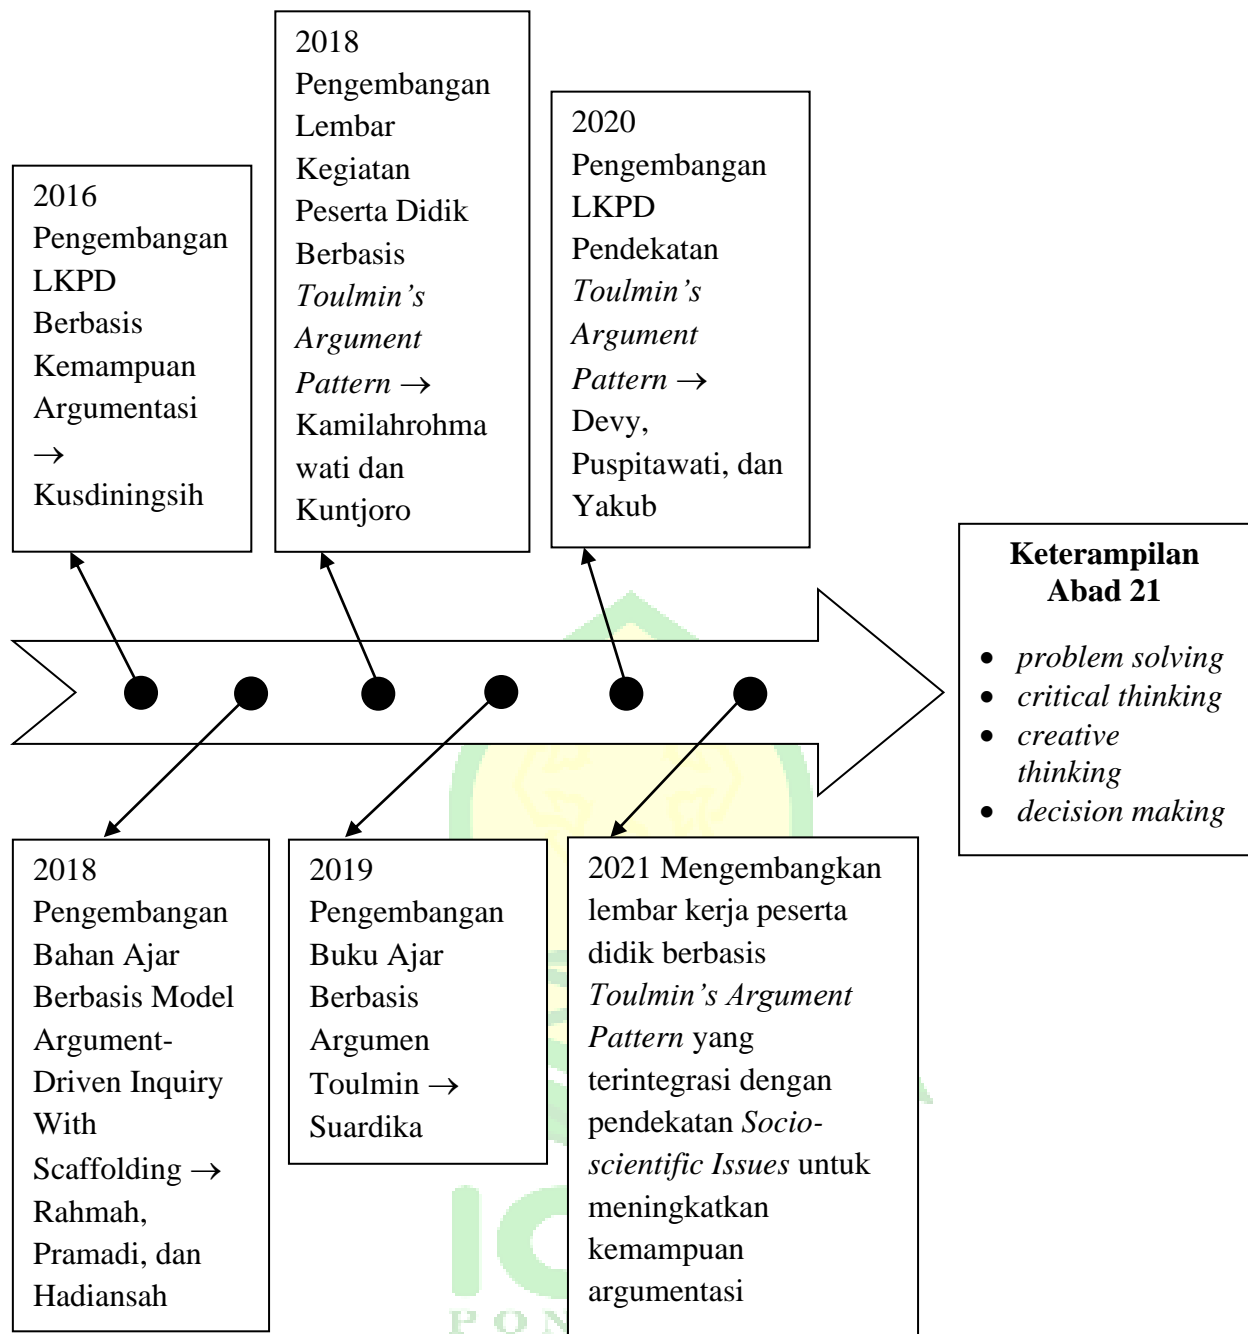 2016
Pengembangan
LKPD
Berbasis
Kemampuan
Argumentasi
→
Kusdiningsih
2018
Pengembangan
Lembar
Kegiatan
Peserta Didik
Berbasis
Toulmin’s
Argument
Pattern →
Kamilahrohma
wati dan
Kuntjoro
2020
Pengembangan
LKPD
Pendekatan
Toulmin’s
Argument
Pattern →
Devy,
Puspitawati, dan
Yakub
Keterampilan
Abad 21
• problem solving
• critical thinking
• creative
thinking
• decision making
2018
Pengembangan
Bahan Ajar
Berbasis Model
Argument-
Driven Inquiry
With
Scaffolding →
Rahmah,
Pramadi, dan
Hadiansah
2019
Pengembangan
Buku Ajar
Berbasis
Argumen
Toulmin →
Suardika
2021 Mengembangkan
lembar kerja peserta
didik berbasis
Toulmin’s Argument
Pattern yang
terintegrasi dengan
pendekatan Socio-
scientific Issues untuk
meningkatkan
kemampuan
argumentasi